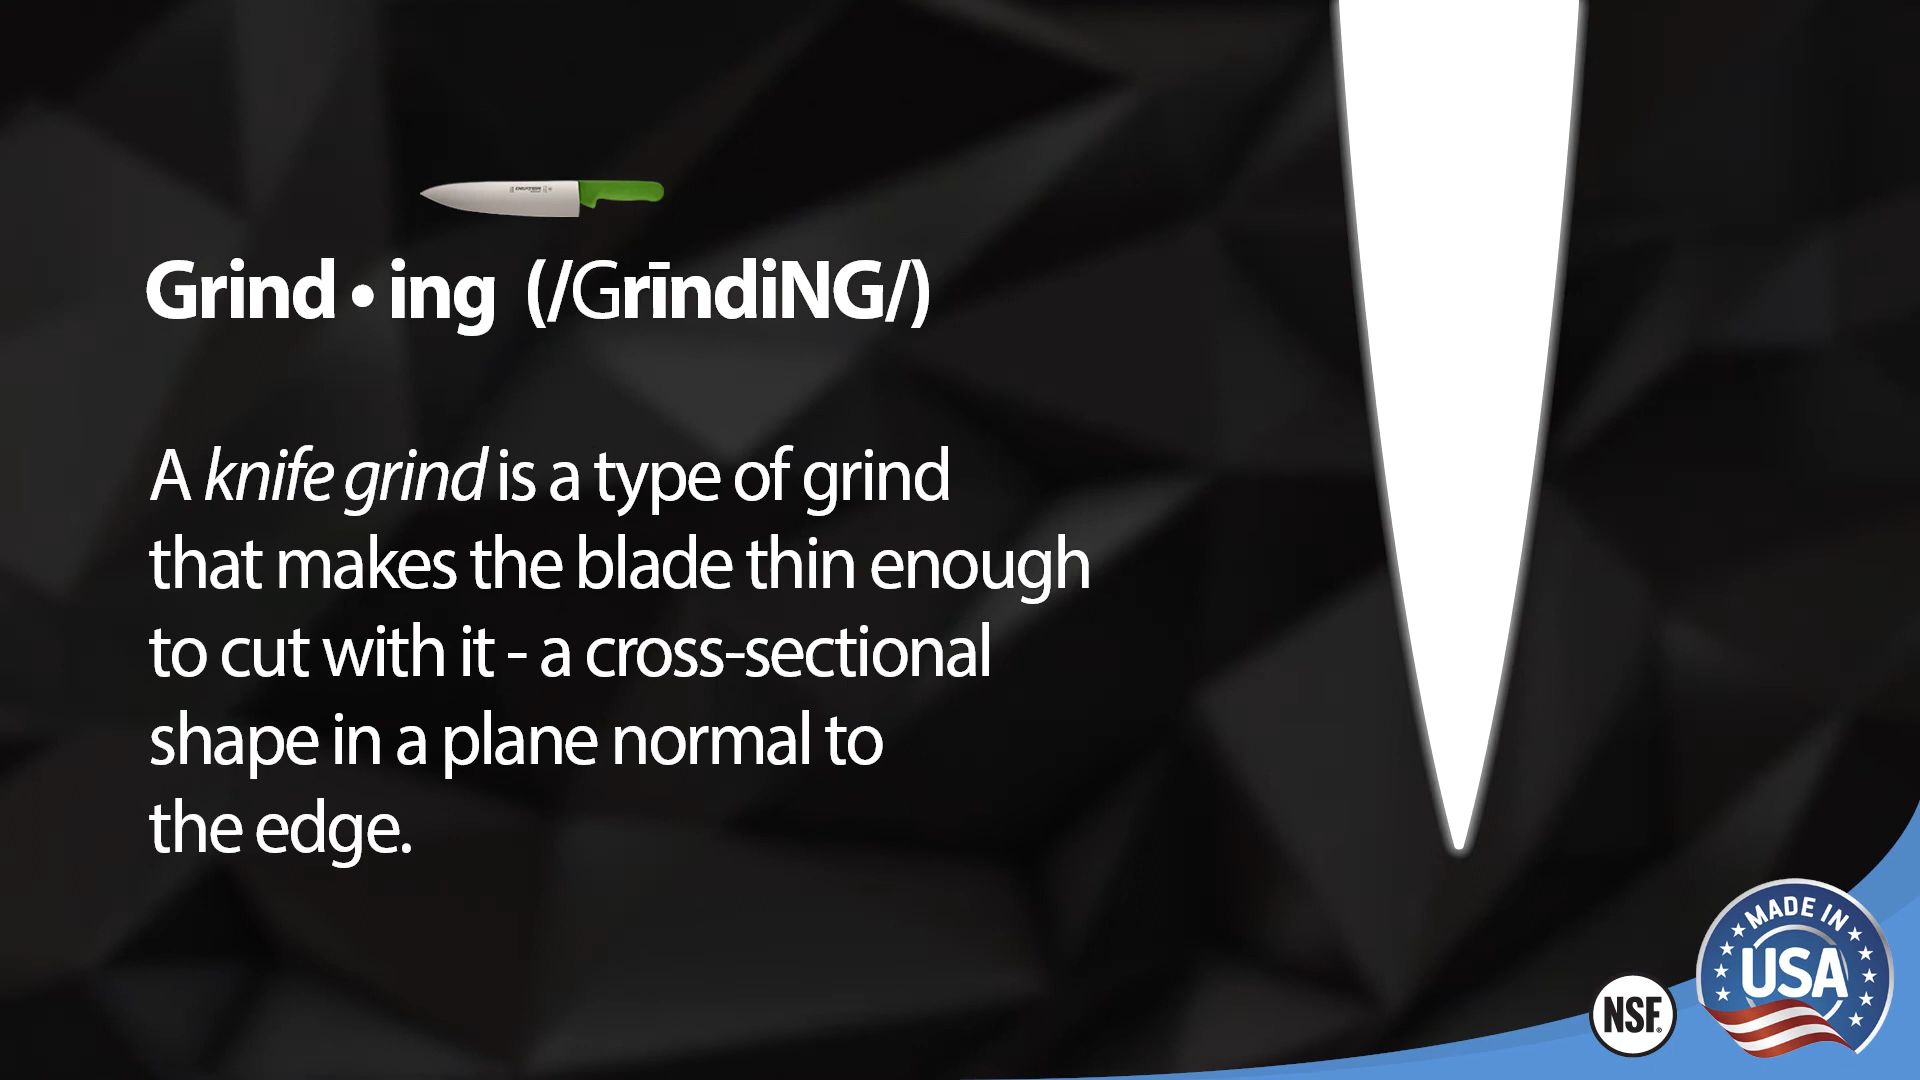 Grind • ing (/GrīndiNG/)
A knife grind is a type of grind
that makes the blade thin enough
to cut with it - a cross-sectional
shape in a plane normal to
the edge.
MADE IN
USA
NSF